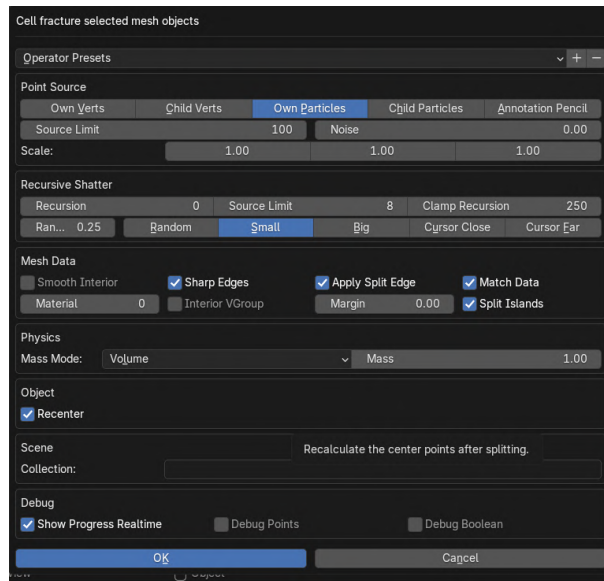 Cell fracture selected mesh objects
Operator Presets
Point Source
Own Verts Child Verts Own Particles Child Particles Annotation Pencil
Source Limit 100 Noise 0.00
Scale: 1.00 1.00 1.00
Recursive Shatter
Recursion 0 Source Limit 8 Clamp Recursion 250
Ran... 0.25 Random Small Big Cursor Close Cursor Far
Mesh Data
Smooth Interior Sharp Edges Apply Split Edge Match Data
Material 0 Interior VGroup Margin 0.00 Split Islands
Physics
Mass Mode: Volume Mass 1.00
Object
Recenter
Scene Recalculate the center points after splitting.
Collection:
Debug
Show Progress Realtime Debug Points Debug Boolean
OK Cancel